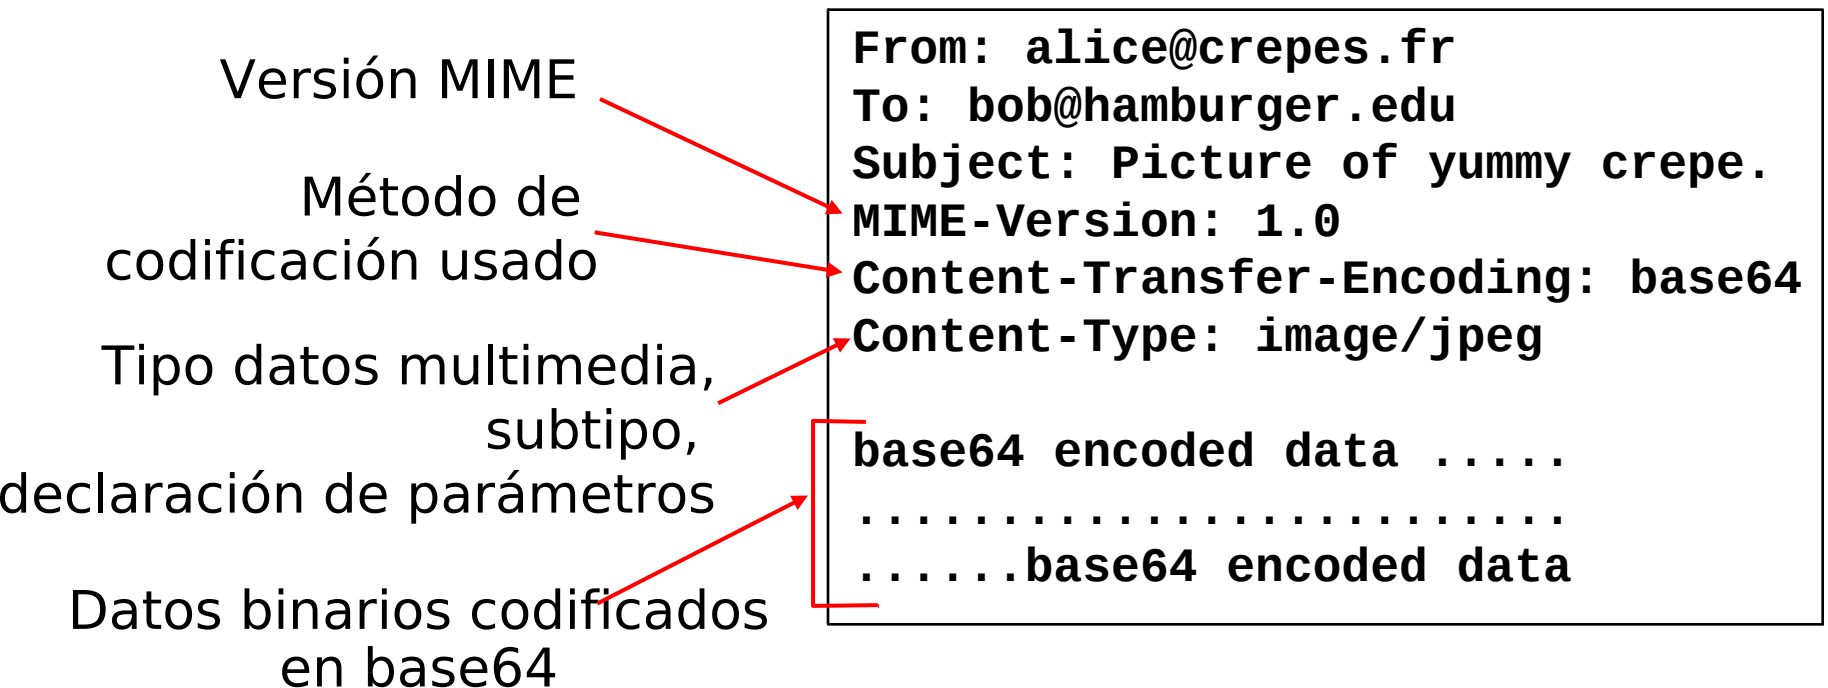 Versión MIME
Método de
codificación usado
Tipo datos multimedia,
subtipo,
declaración de parámetros
Datos binarios codificados
en base64
From: alice@crepes.fr
To: bob@hamburger.edu
Subject: Picture of yummy crepe.
MIME-Version: 1.0
Content-Transfer-Encoding: base64
Content-Type: image/jpeg
base64 encoded data .....
.........................
......base64 encoded data